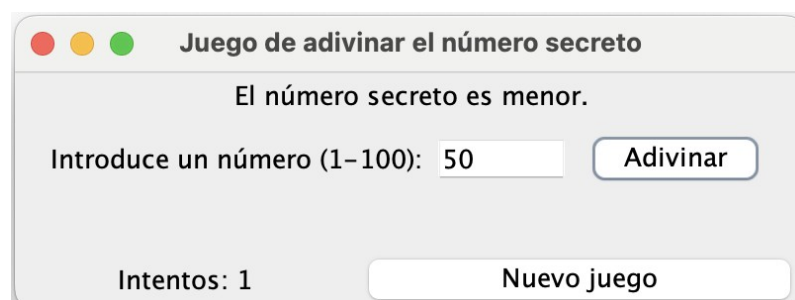 Juego de adivinar el número secreto
El número secreto es menor.
Introduce un número (1-100): 50 Adivinar
Intentos: 1 Nuevo juego